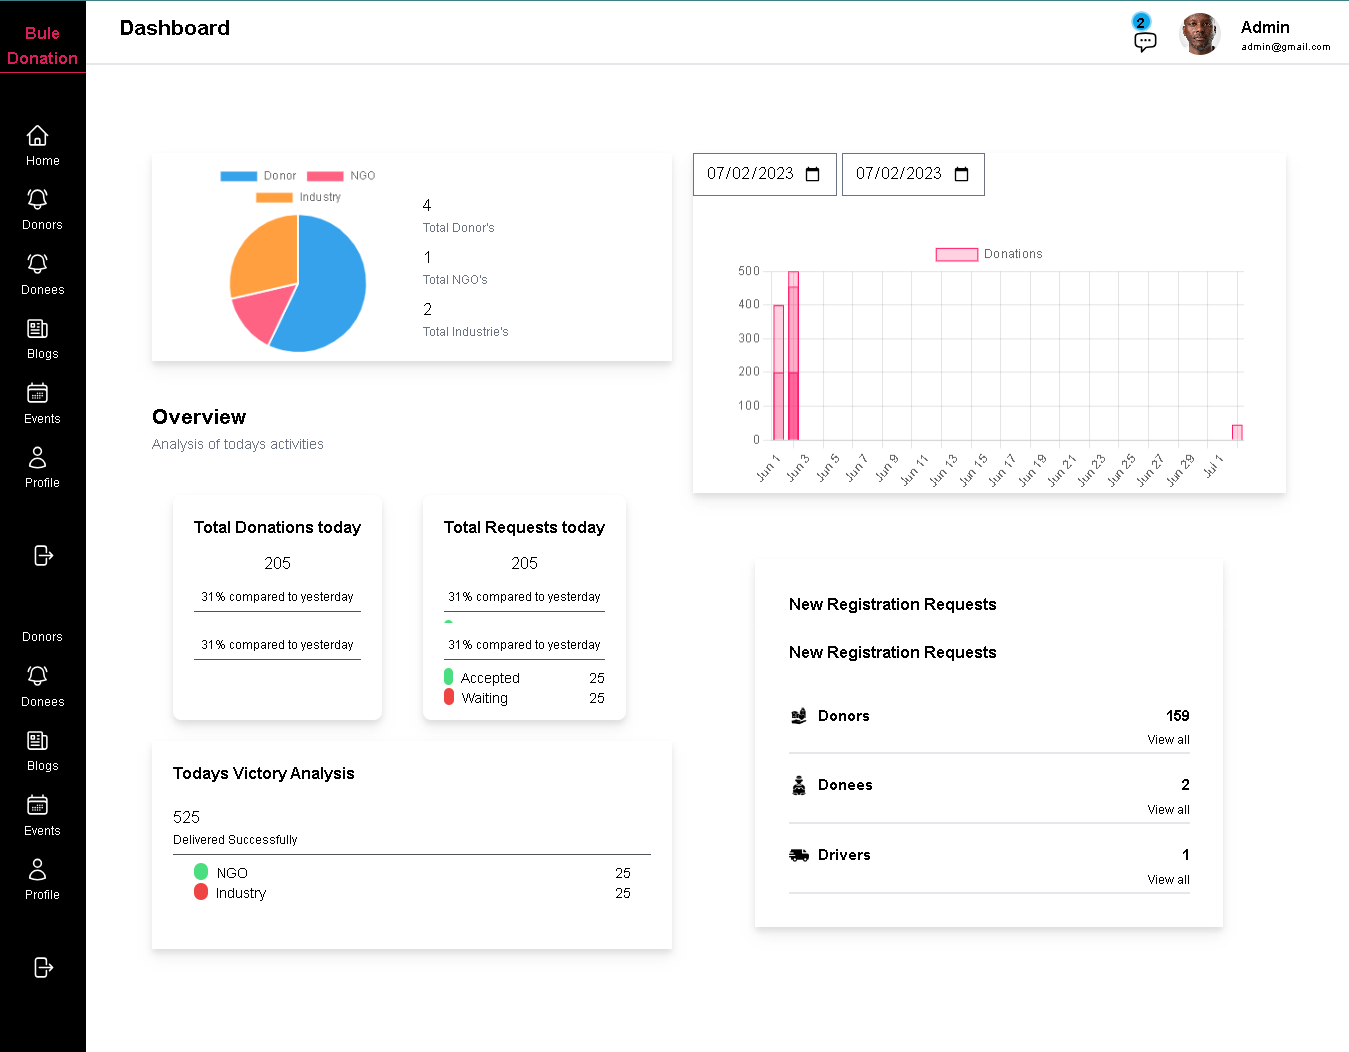 Bule
Donation
Home
Donors
Donees
Blogs
Events
Profile
Donors
Donees
Blogs
Events
Profile
Dashboard
2
Admin
admin@gmail.com
Donor NGO
Industry
4
Total Donor's
1
Total NGO's
2
Total Industrie's
07/02/2023 07/02/2023
Donations
500
400
300
200
100
0
Jun 1 Jun 3 Jun 5 Jun 7 Jun 9 Jun 11 Jun 13 Jun 15 Jun 17 Jun 19 Jun 21 Jun 23 Jun 25 Jun 27 Jun 29 Jul 1
Overview
Analysis of todays activities
Total Donations today
205
31% compared to yesterday
31% compared to yesterday
Total Requests today
205
31% compared to yesterday
31% compared to yesterday
Accepted 25
Waiting 25
Todays Victory Analysis
525
Delivered Successfully
NGO 25
Industry 25
New Registration Requests
New Registration Requests
Donors 159
View all
Donees 2
View all
Drivers 1
View all